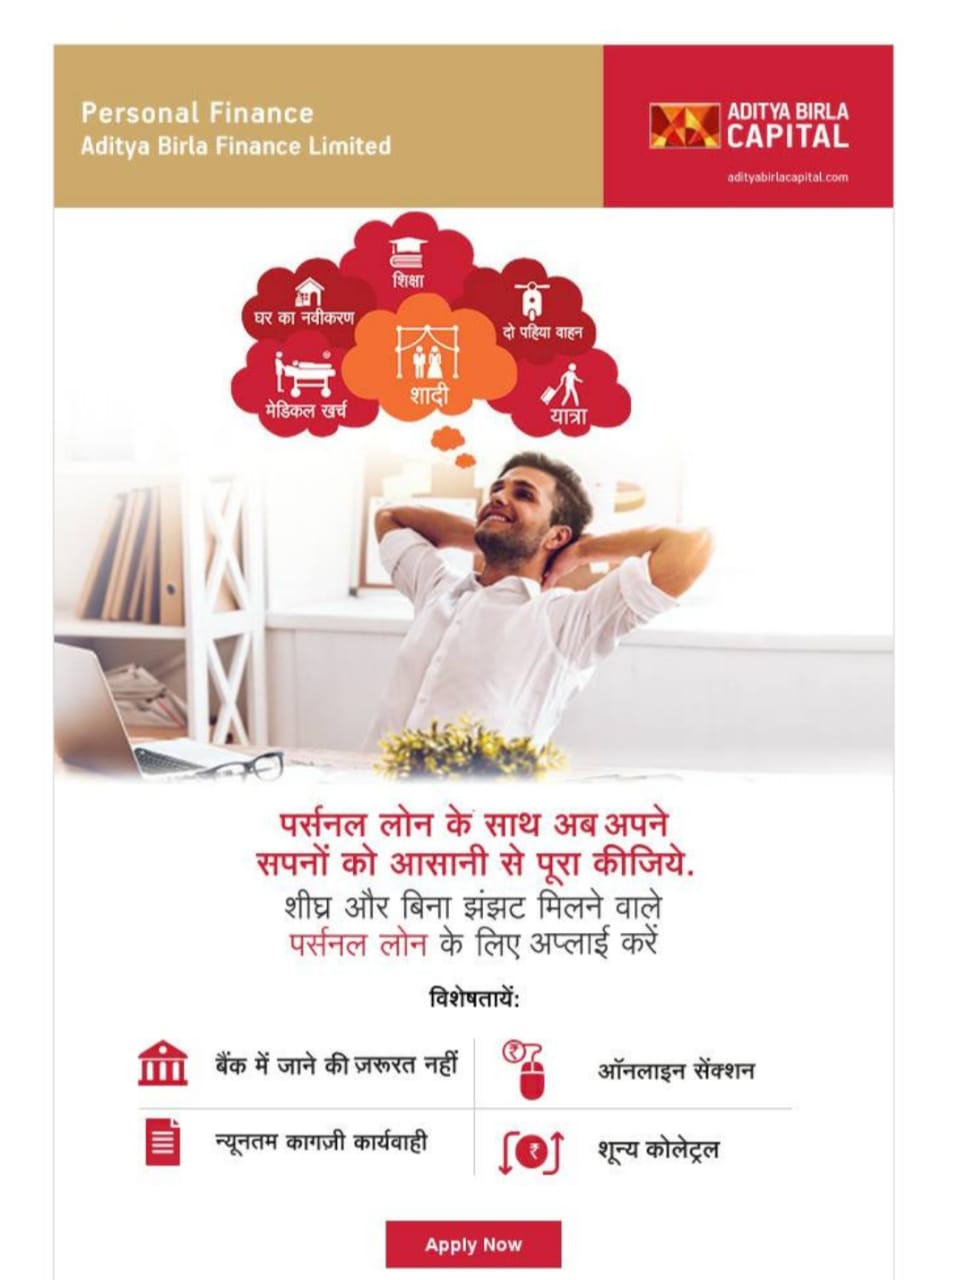 Personal Finance
Aditya Birla Finance Limited
ADITYA BIRLA
CAPITAL
adityabirlacapital.com
शिक्षा
घर का नवीकरण
दो पहिया वाहन
मेडिकल खर्च
शादी
यात्रा
पर्सनल लोन के साथ अब अपने
सपनों को आसानी से पूरा कीजिये.
शीघ्र और बिना झंझट मिलने वाले
पर्सनल लोन के लिए अप्लाई करें
विशेषतायें:
बैंक में जाने की ज़रूरत नहीं
ऑनलाइन सेंक्शन
न्यूनतम कागज़ी कार्यवाही
शून्य कोलेट्रल
Apply Now